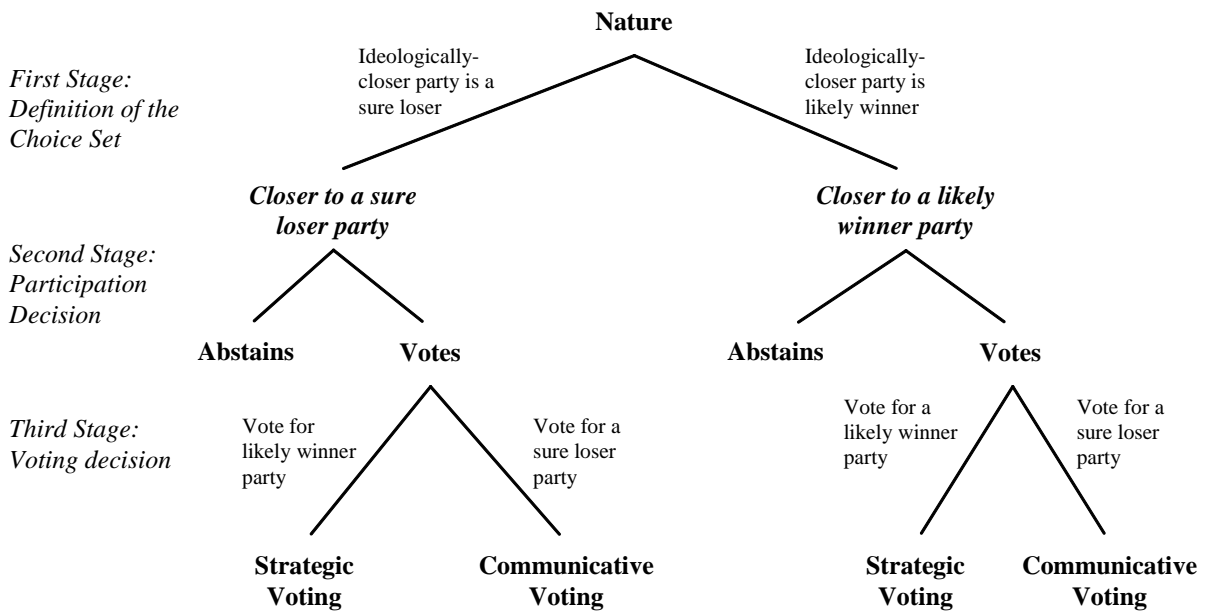 Nature
First Stage:
Definition of the
Choice Set
Ideologically-
closer party is a
sure loser
Ideologically-
closer party is
likely winner
Closer to a sure
loser party
Closer to a likely
winner party
Second Stage:
Participation
Decision
Abstains
Votes
Abstains
Votes
Third Stage:
Voting decision
Vote for
likely winner
party
Vote for a
sure loser
party
Vote for a
likely winner
party
Vote for a
sure loser
party
Strategic
Voting
Communicative
Voting
Strategic
Voting
Communicative
Voting